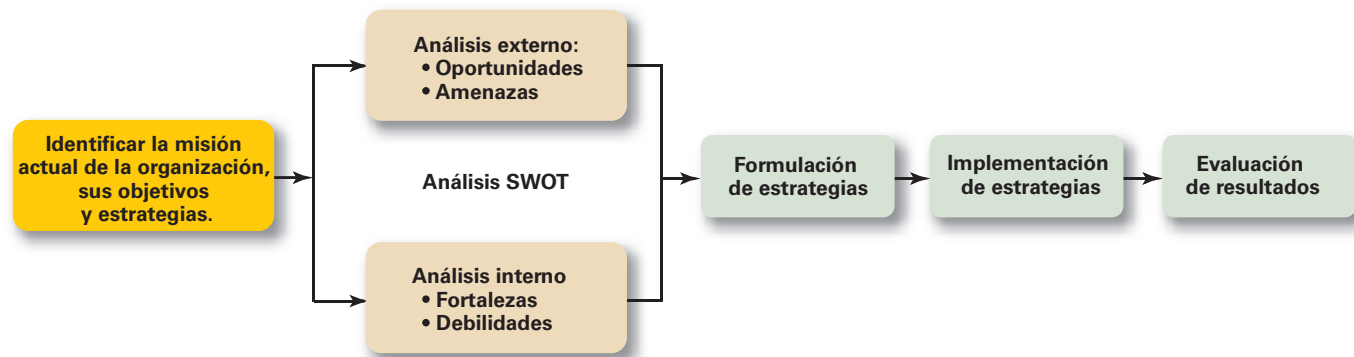 Identificar la misión
actual de la organización,
sus objetivos
y estrategias.
Análisis externo:
• Oportunidades
• Amenazas
Análisis SWOT
Análisis interno
• Fortalezas
• Debilidades
Formulación
de estrategias
Implementación
de estrategias
Evaluación
de resultados